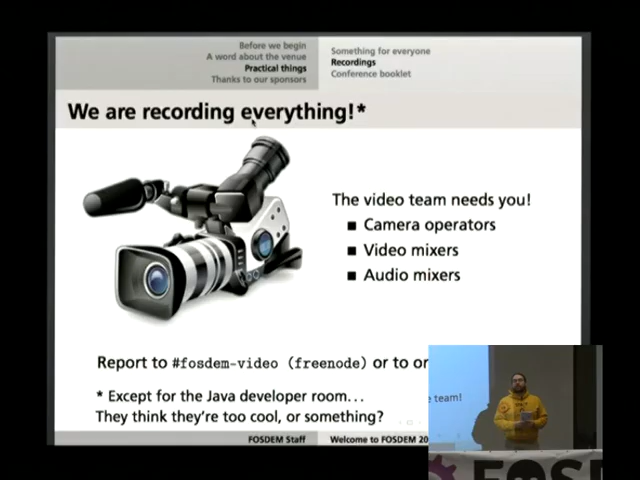 Before we begin
A word about the venue
Practical things
Thanks to our sponsors
Something for everyone
Recordings
Conference booklet
We are recording everything!*
The video team needs you!
■ Camera operators
■ Video mixers
■ Audio mixers
Report to #fosdem-video (freenode) or to
* Except for the Java developer room...
They think they're too cool, or something?
team!
FOSDEM Staff
Welcome to FOSDEM
FOSD